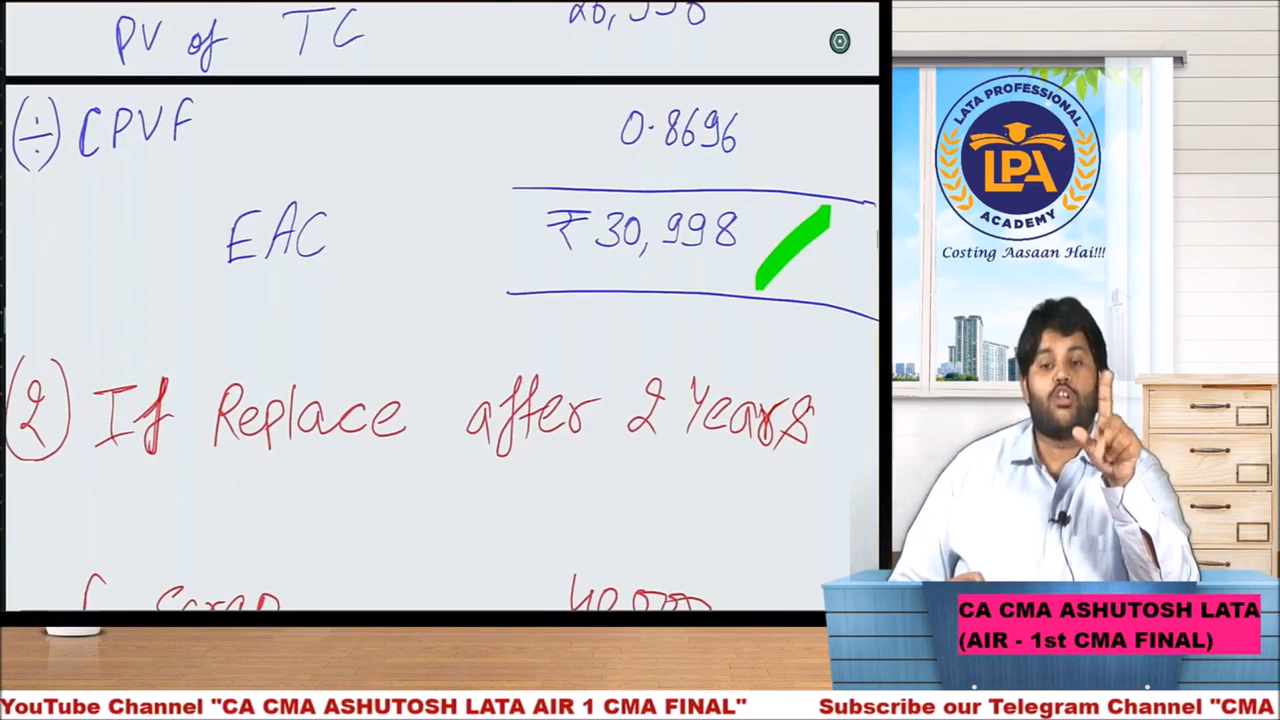 PV of TC
(÷) CPVF 0.8696
EAC ₹ 30,998
(2) If Replace after 2 Years
LATA PROFESSIONAL
LPA
ACADEMY
Costing Aasaan Hai!!!
CA CMA ASHUTOSH LATA
(AIR - 1st CMA FINAL)
YouTube Channel "CA CMA ASHUTOSH LATA AIR 1 CMA FINAL" Subscribe our Telegram Channel "CMA